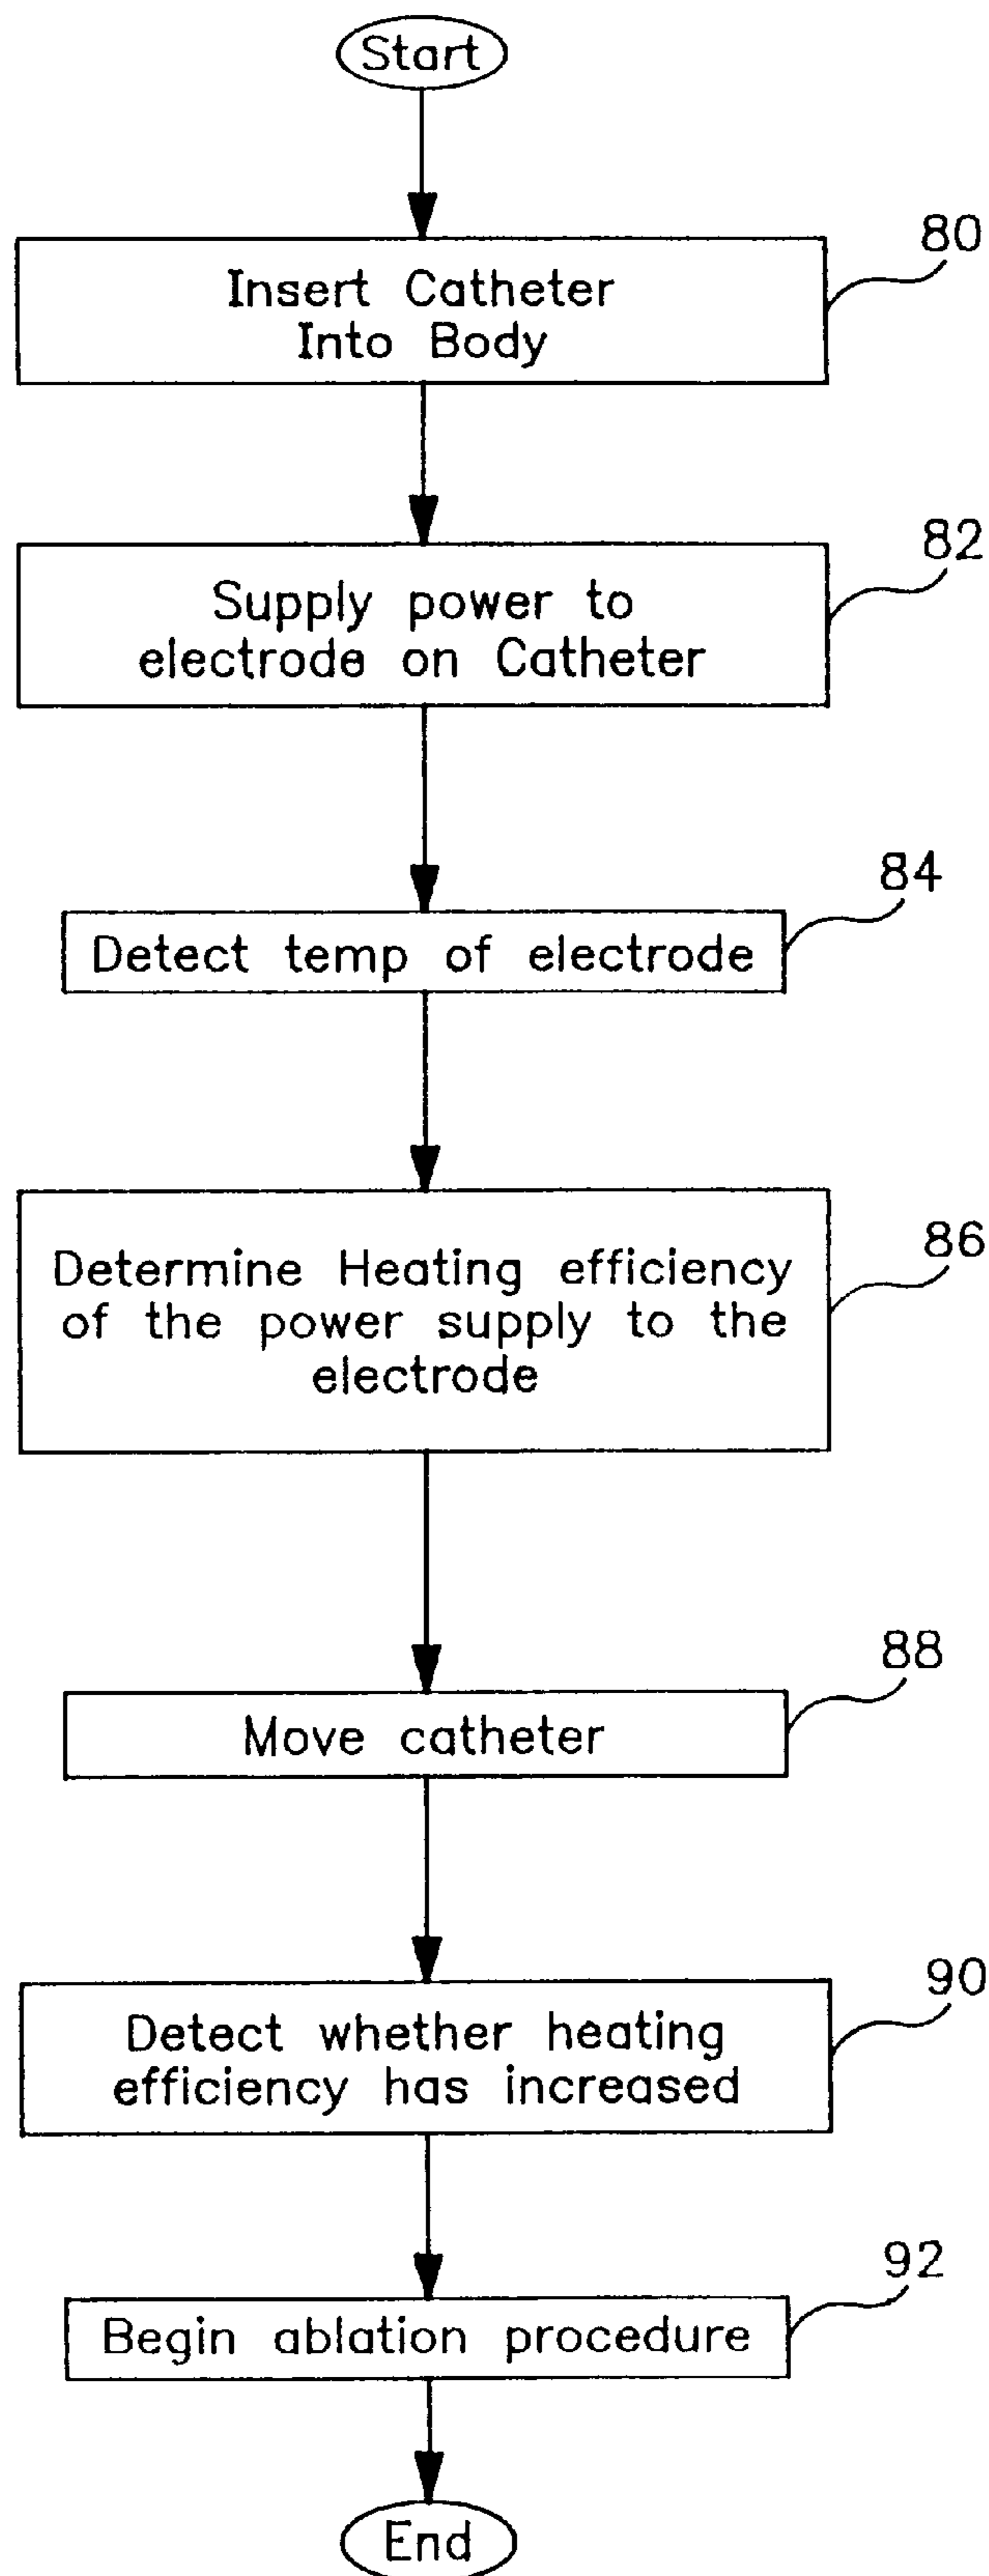 Start
80
Insert Catheter
Into Body
82
Supply power to
electrode on Catheter
84
Detect temp of electrode
86
Determine Heating efficiency
of the power supply to the
electrode
88
Move catheter
90
Detect whether heating
efficiency has increased
92
Begin ablation procedure
End